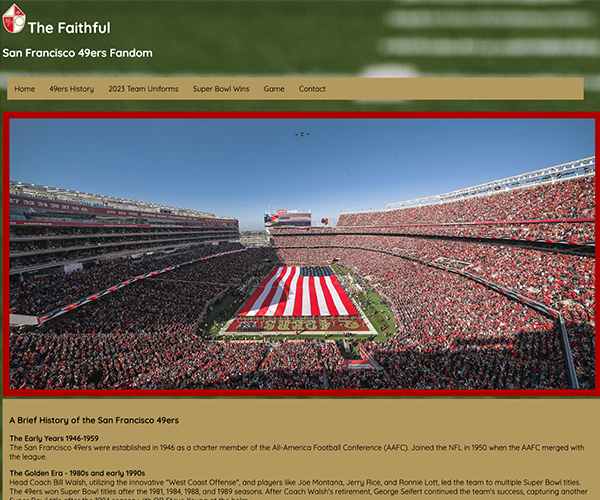 The Faithful
San Francisco 49ers Fandom
Home 49ers History 2023 Team Uniforms Super Bowl Wins Game Contact
A Brief History of the San Francisco 49ers
The Early Years 1946-1959
The San Francisco 49ers were established in 1946 as a charter member of the All-America Football Conference (AAFC). Joined the NFL in 1950 when the AAFC merged with
the league.
The Golden Era - 1980s and early 1990s
Head Coach Bill Walsh, utilizing the innovative "West Coast Offense", and players like Joe Montana, Jerry Rice, and Ronnie Lott, led the team to multiple Super Bowl titles.
The 49ers won Super Bowl titles after the 1981, 1984, 1988, and 1989 seasons. After Coach Walsh's retirement, George Seifert continued the team's success, capturing another